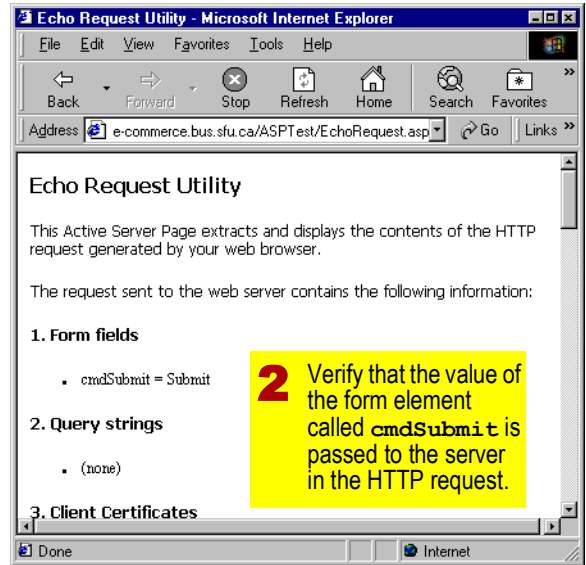 Echo Request Utility - Microsoft Internet Explorer
File Edit View Favorites Tools Help
Back Forward Stop Refresh Home Search Favorites »
Address e-commerce.bus.sfu.ca/ASPTest/EchoRequest.asp Go Links »
Echo Request Utility
This Active Server Page extracts and displays the contents of the HTTP
request generated by your web browser.
The request sent to the web server contains the following information:
1. Form fields
• cmdSubmit = Submit
2. Query strings
• (none)
3. Client Certificates
2 Verify that the value of
the form element
called cmdSubmit is
passed to the server
in the HTTP request.
Done Internet